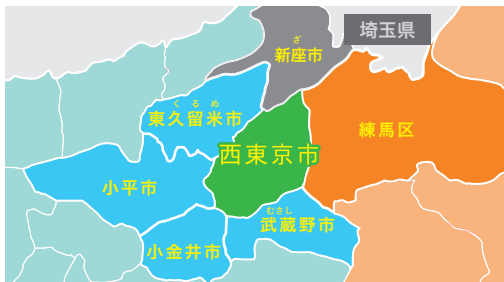 埼玉県
ざ
新座市
くるめ
東久留米市
練馬区
西東京市
小平市
むさし
武蔵野市
小金井市